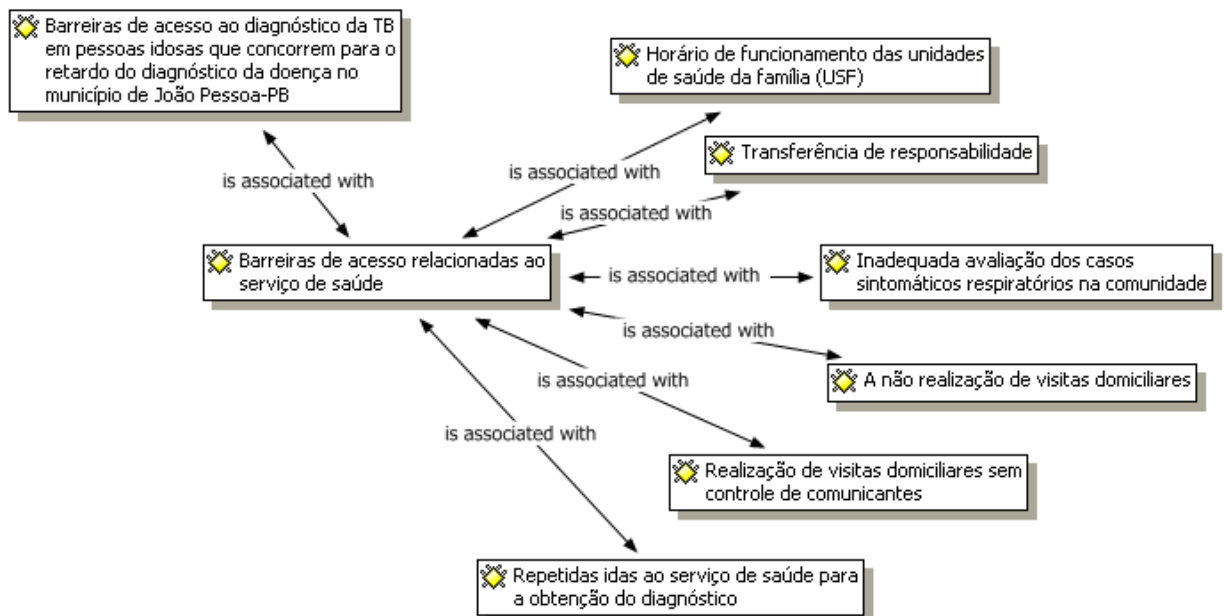 Barreiras de acesso ao diagnóstico da TB
em pessoas idosas que concorrem para o
retardo do diagnóstico da doença no
município de João Pessoa-PB
Horário de funcionamento das unidades
de saúde da família (USF)
Transferência de responsabilidade
is associated with
is associated with
is associated with
Barreiras de acesso relacionadas ao
serviço de saúde
is associated with
Inadequada avaliação dos casos
sintomáticos respiratórios na comunidade
is associated with
A não realização de visitas domiciliares
is associated with
is associated with
Realização de visitas domiciliares sem
controle de comunicantes
Repetidas idas ao serviço de saúde para
a obtenção do diagnóstico